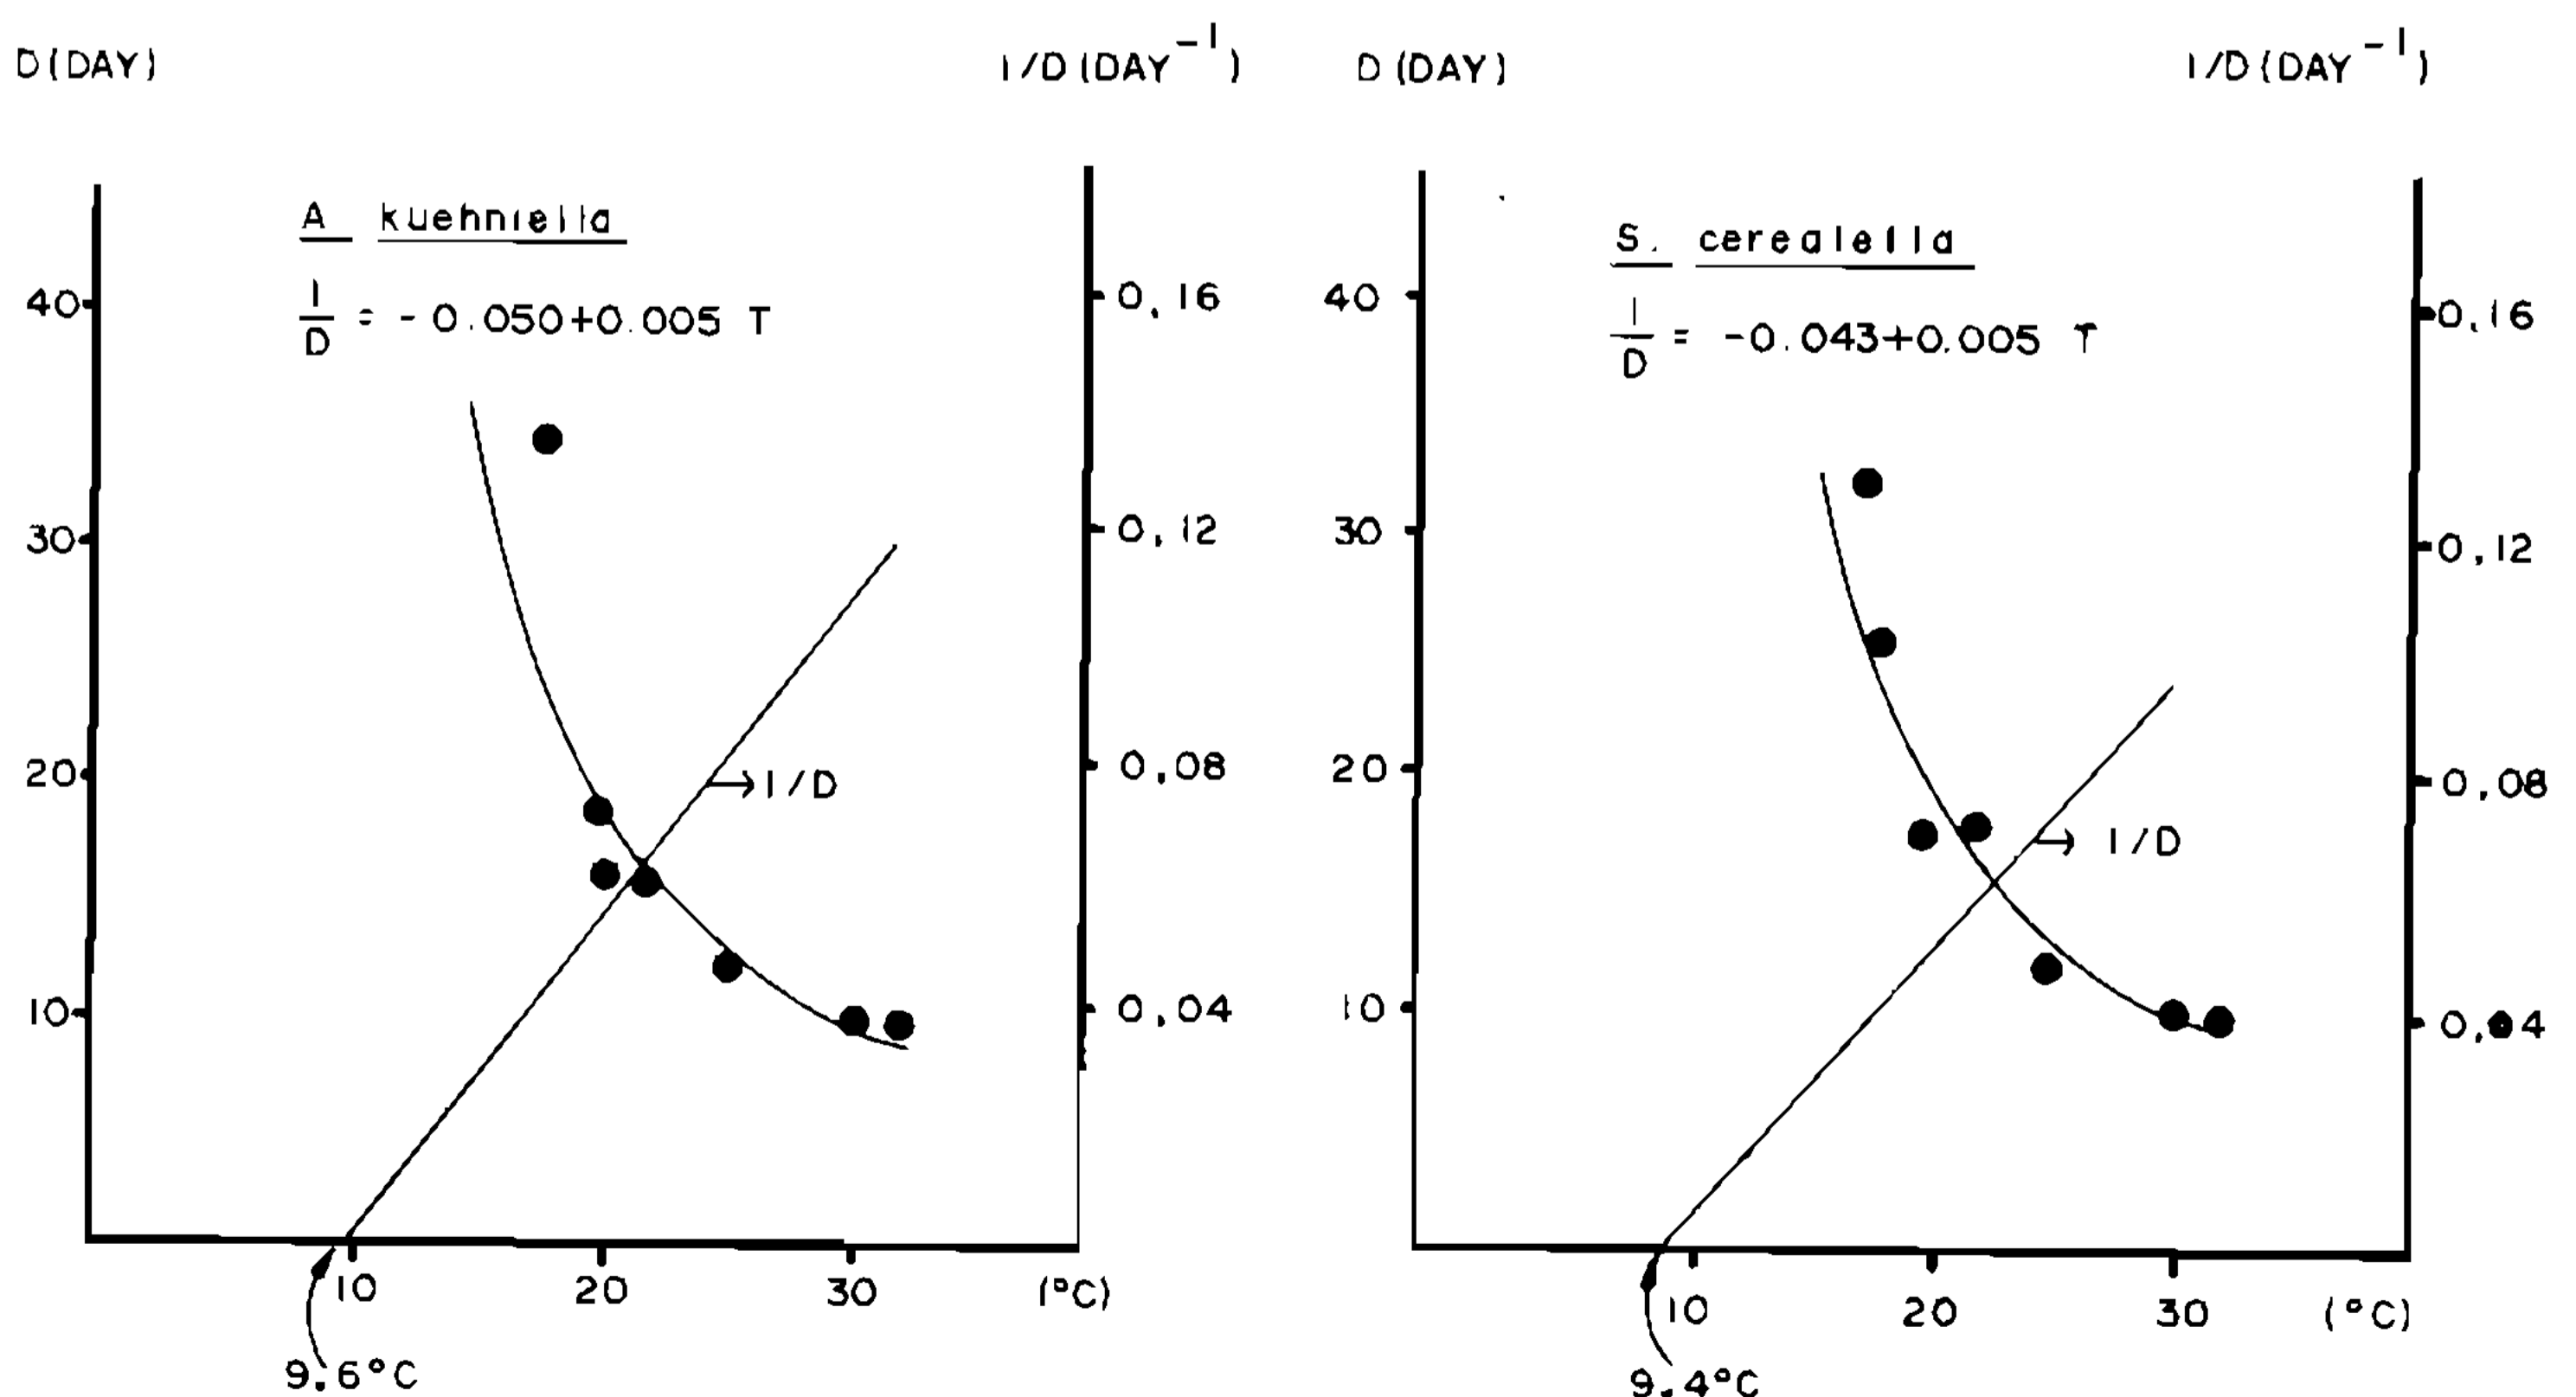 D(DAY)
1/D (DAY⁻¹)
A kuehniella
1/D = -0.050+0.005 T
40
30
20
10
0,16
0,12
0,08
0,04
1/D
10 20 30 (°C)
9.6°C
D (DAY)
1/D (DAY⁻¹)
S. cerealella
1/D = -0.043+0.005 T
40
30
20
10
0,16
0,12
0,08
0,04
1/D
10 20 30 (°C)
9.4°C